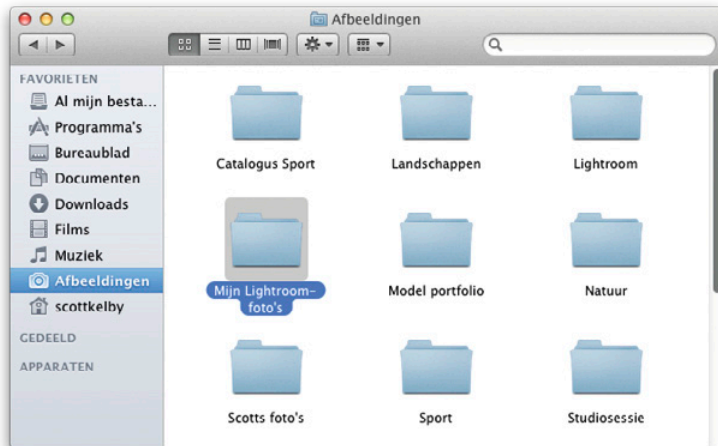 Afbeeldingen
FAVORIETEN
Al mijn besta...
Programma's
Bureaublad
Documenten
Downloads
Films
Muziek
Afbeeldingen
scottkelby
GEDEELD
APPARATEN
Catalogus Sport
Landschappen
Lightroom
Mijn Lightroom-
foto's
Model portfolio
Natuur
Scotts foto's
Sport
Studiosessie